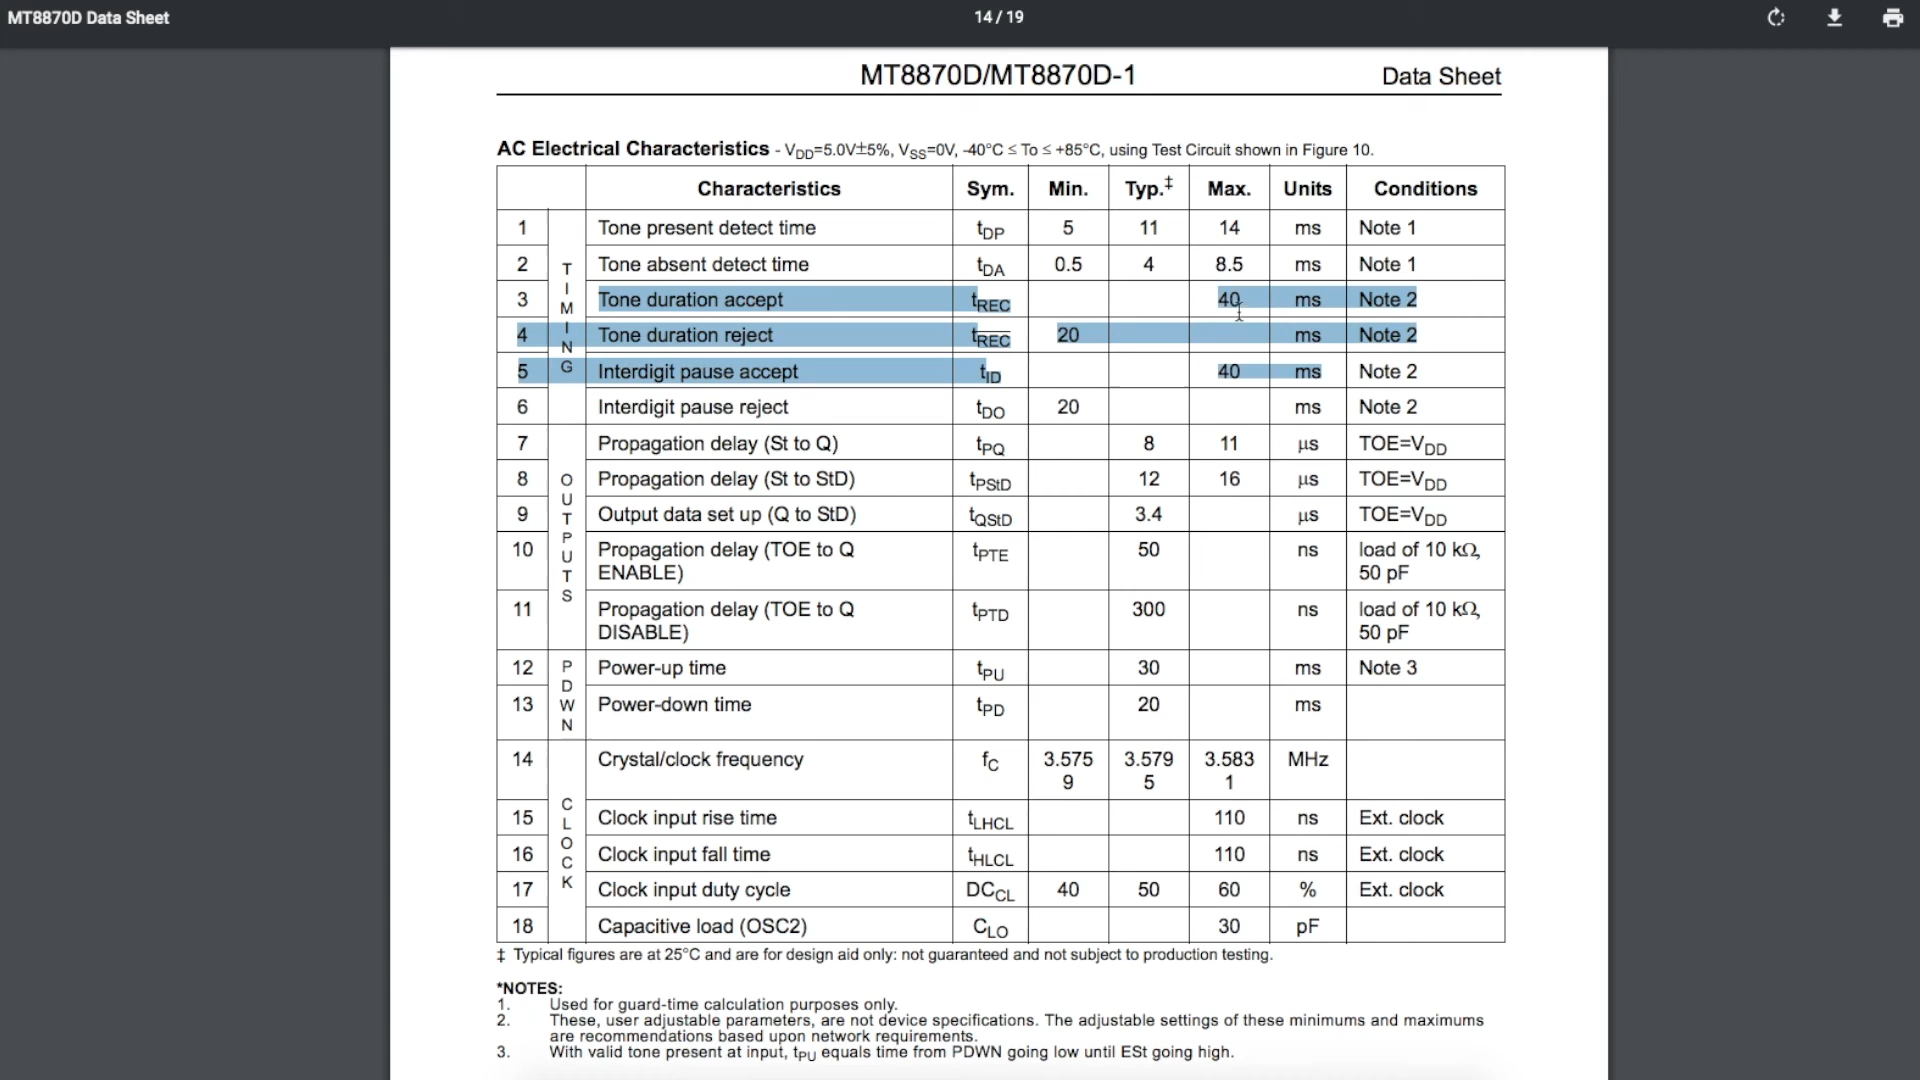 MT8870D Data Sheet
14 / 19
MT8870D/MT8870D-1
Data Sheet
AC Electrical Characteristics - VDD=5.0V±5%, VSS=0V, -40°C ≤ To ≤ +85°C, using Test Circuit shown in Figure 10.
Characteristics Sym. Min. Typ.‡ Max. Units Conditions
TIMING
1 Tone present detect time tDP 5 11 14 ms Note 1
2 Tone absent detect time tDA 0.5 4 8.5 ms Note 1
3 Tone duration accept tREC 40 ms Note 2
4 Tone duration reject t̅REC 20 ms Note 2
5 Interdigit pause accept tID 40 ms Note 2
6 Interdigit pause reject tDO 20 ms Note 2
OUTPUTS
7 Propagation delay (St to Q) tPQ 8 11 μs TOE=VDD
8 Propagation delay (St to StD) tPStD 12 16 μs TOE=VDD
9 Output data set up (Q to StD) tQStD 3.4 μs TOE=VDD
10 Propagation delay (TOE to Q tPTE 50 ns load of 10 kΩ,
ENABLE) 50 pF
11 Propagation delay (TOE to Q tPTD 300 ns load of 10 kΩ,
DISABLE) 50 pF
PDWN
12 Power-up time tPU 30 ms Note 3
13 Power-down time tPD 20 ms
CLOCK
14 Crystal/clock frequency fC 3.575 3.579 3.583 MHz
9 5 1
15 Clock input rise time tLHCL 110 ns Ext. clock
16 Clock input fall time tHLCL 110 ns Ext. clock
17 Clock input duty cycle DCCL 40 50 60 % Ext. clock
18 Capacitive load (OSC2) CLO 30 pF
‡ Typical figures are at 25°C and are for design aid only: not guaranteed and not subject to production testing.
*NOTES:
1. Used for guard-time calculation purposes only.
2. These, user adjustable parameters, are not device specifications. The adjustable settings of these minimums and maximums
are recommendations based upon network requirements.
3. With valid tone present at input, tPU equals time from PDWN going low until ESt going high.